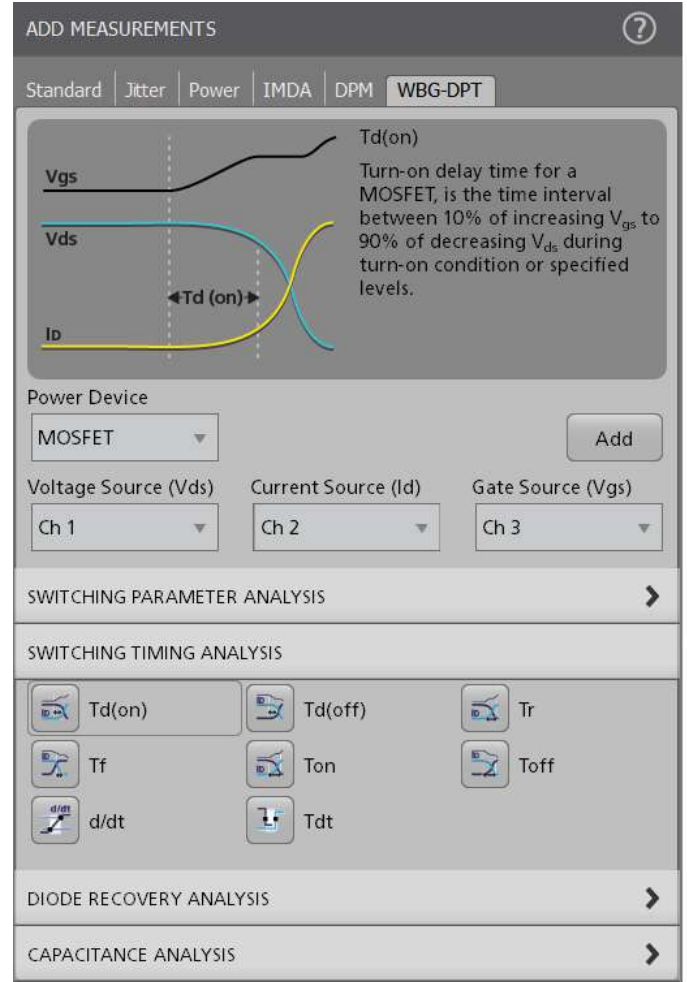 ADD MEASUREMENTS ?
Standard Jitter Power IMDA DPM WBG-DPT
Td(on)
Turn-on delay time for a
MOSFET, is the time interval
between 10% of increasing Vgs to
90% of decreasing Vds during
turn-on condition or specified
levels.
Vgs
Vds
Td (on)
ID
Power Device
MOSFET
Add
Voltage Source (Vds) Current Source (Id) Gate Source (Vgs)
Ch 1 Ch 2 Ch 3
SWITCHING PARAMETER ANALYSIS
SWITCHING TIMING ANALYSIS
Td(on) Td(off) Tr
Tf Ton Toff
d/dt d/dt Tdt
DIODE RECOVERY ANALYSIS
CAPACITANCE ANALYSIS